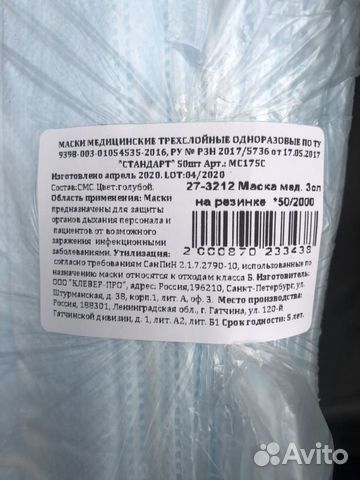 МАСКИ МЕДИЦИНСКИЕ ТРЕХСЛОЙНЫЕ ОДНОРАЗОВЫЕ ПО ТУ
9398-003-01054535-2016, РУ № РЗН 2017/5736 от 17.05.2017
"СТАНДАРТ" 50шт Арт.: МС175С
Изготовлено апрель 2020. LOT:04/2020
Состав:СМС. Цвет:голубой.
27-3212 Маска мед. 3сл
Область применения: Маски
на резинке *50/2000
предназначены для защиты
органов дыхания персонала и
пациентов от возможного
заражения инфекционными
заболеваниями. Утилизация:
2 000870 233438
согласно требованиям СанПиН 2.1.7.2790-10, использованные по
назначению маски относятся к отходам класса Б. Изготовитель:
ООО "КЛЕВЕР-ПРО", адрес: Россия,196210, Санкт-Петербург, ул.
Штурманская, д. 38, корп.1, лит. А, оф. 3. Место производства:
Россия, 188301, Ленинградская обл., г. Гатчина, ул. 120-й
Гатчинской дивизии, д. 1, лит. А2, лит. Б1 Срок годности: 5 лет.
Avito